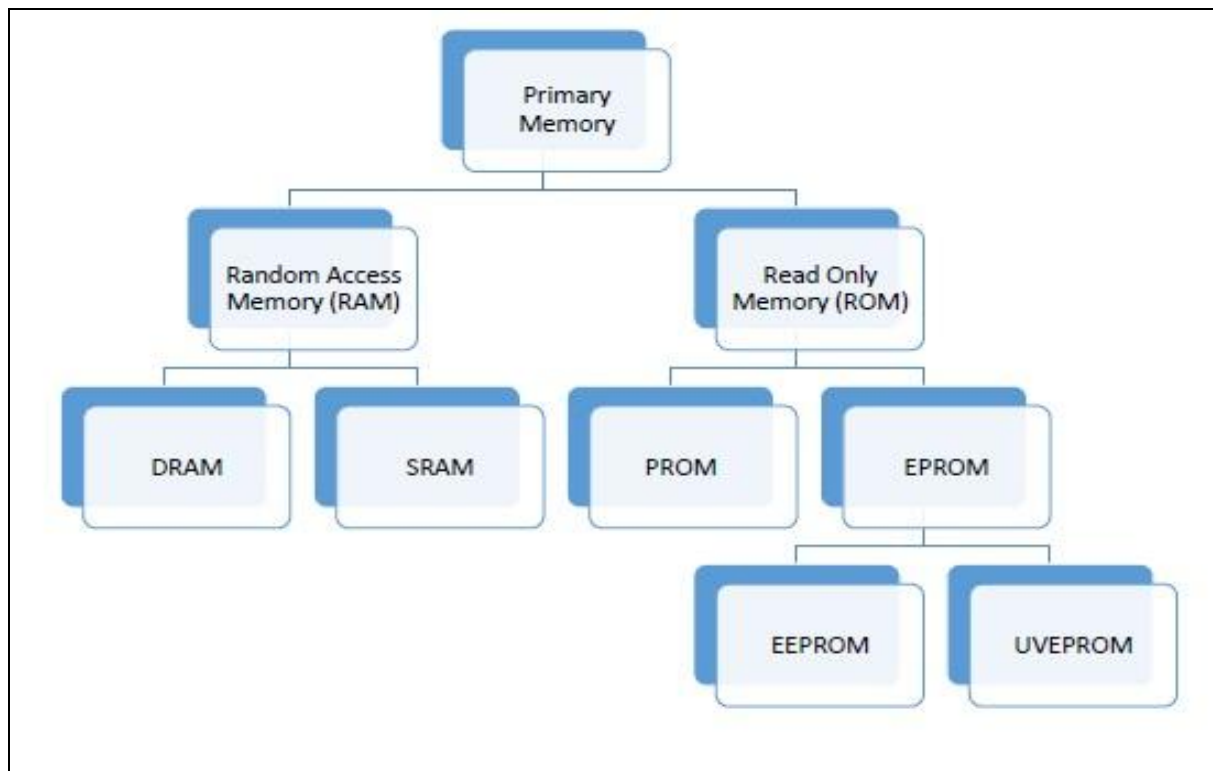 Primary
Memory
Random Access
Memory (RAM)
Read Only
Memory (ROM)
DRAM
SRAM
PROM
EPROM
EEPROM
UVEPROM